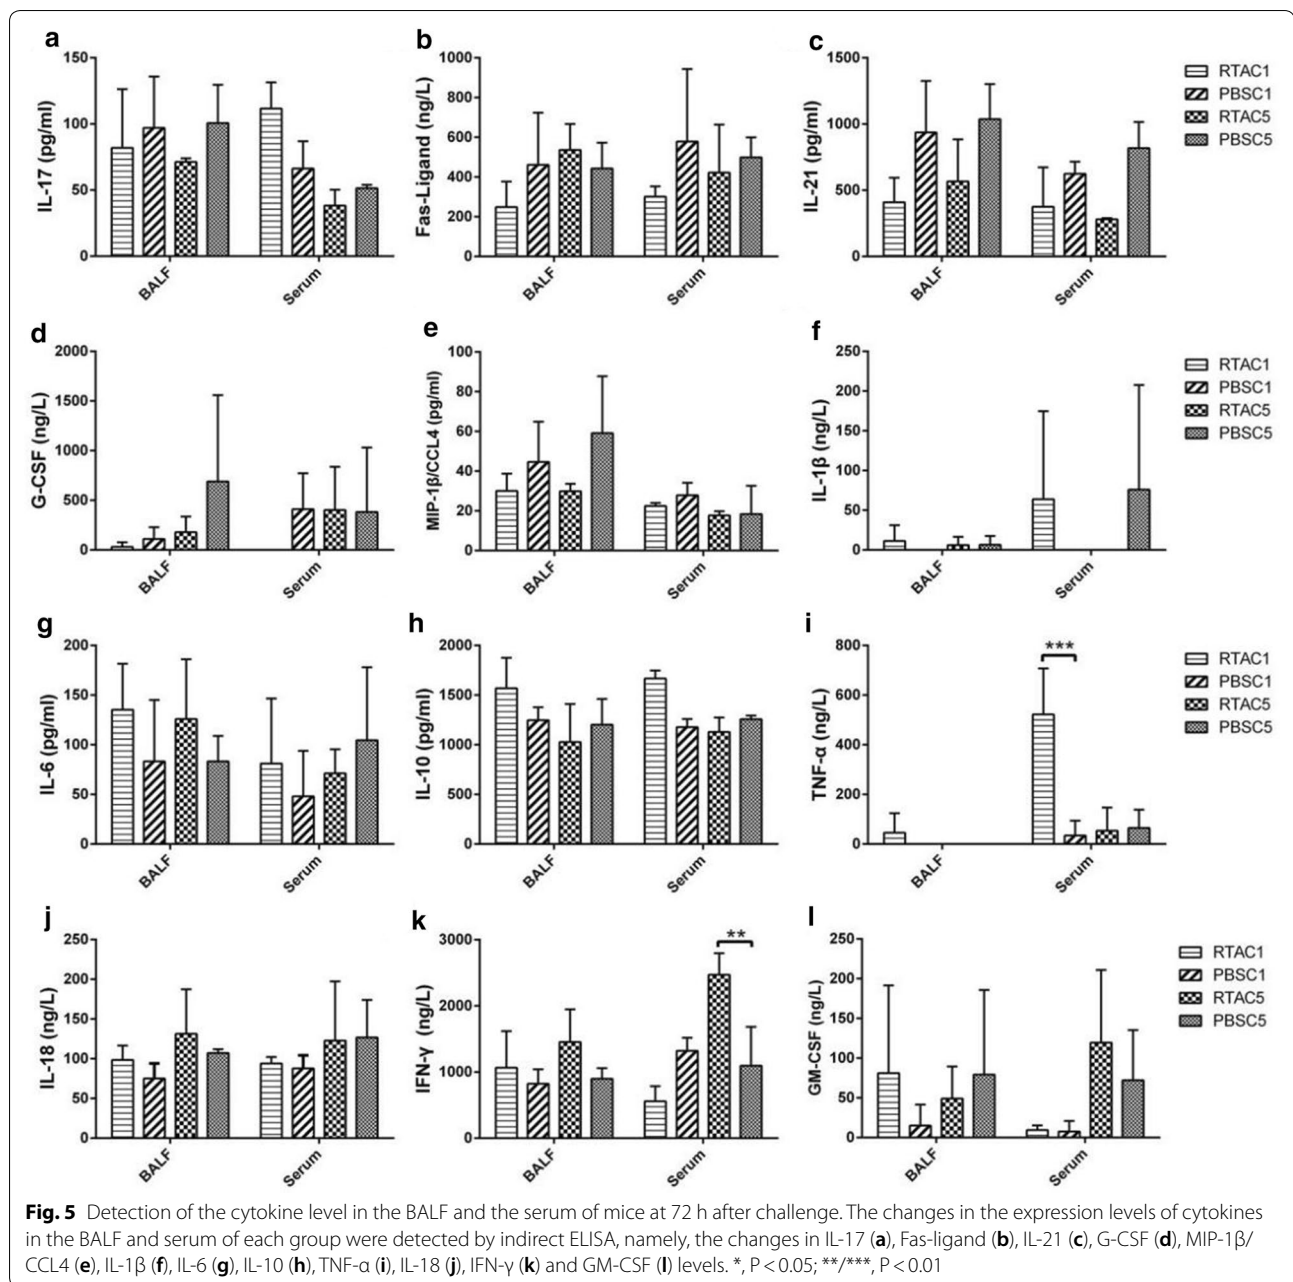 a
IL-17 (pg/ml)
150
100
50
0
BALF
Serum
b
Fas-Ligand (ng/L)
1000
800
600
400
200
0
BALF
Serum
c
IL-21 (pg/ml)
1500
1000
500
0
BALF
Serum
RTAC1
PBSC1
RTAC5
PBSC5
d
G-CSF (ng/L)
2000
1500
1000
500
0
BALF
Serum
e
MIP-1β/CCL4 (pg/ml)
100
80
60
40
20
0
BALF
Serum
f
IL-1β (ng/L)
250
200
150
100
50
0
BALF
Serum
RTAC1
PBSC1
RTAC5
PBSC5
g
IL-6 (pg/ml)
200
150
100
50
0
BALF
Serum
h
IL-10 (pg/ml)
2000
1500
1000
500
0
BALF
Serum
i
TNF-α (ng/L)
800
600
400
200
0
***
BALF
Serum
RTAC1
PBSC1
RTAC5
PBSC5
j
IL-18 (ng/L)
250
200
150
100
50
0
BALF
Serum
k
IFN-γ (ng/L)
3000
2000
1000
0
**
BALF
Serum
l
GM-CSF (ng/L)
250
200
150
100
50
0
BALF
Serum
RTAC1
PBSC1
RTAC5
PBSC5
Fig. 5 Detection of the cytokine level in the BALF and the serum of mice at 72 h after challenge. The changes in the expression levels of cytokines
in the BALF and serum of each group were detected by indirect ELISA, namely, the changes in IL-17 (a), Fas-ligand (b), IL-21 (c), G-CSF (d), MIP-1β/
CCL4 (e), IL-1β (f), IL-6 (g), IL-10 (h), TNF-α (i), IL-18 (j), IFN-γ (k) and GM-CSF (l) levels. *, P < 0.05; **/***, P < 0.01